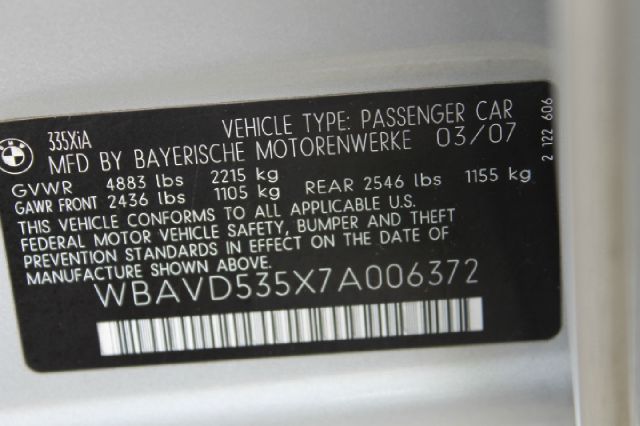 335XiA VEHICLE TYPE: PASSENGER CAR
MFD BY BAYERISCHE MOTORENWERKE 03/07
GVWR 4883 lbs 2215 kg
GAWR FRONT 2436 lbs 1105 kg REAR 2546 lbs 1155 kg
THIS VEHICLE CONFORMS TO ALL APPLICABLE U.S.
FEDERAL MOTOR VEHICLE SAFETY, BUMPER AND THEFT
PREVENTION STANDARDS IN EFFECT ON THE DATE OF
MANUFACTURE SHOWN ABOVE.
WBAVD535X7A006372
2 122 606